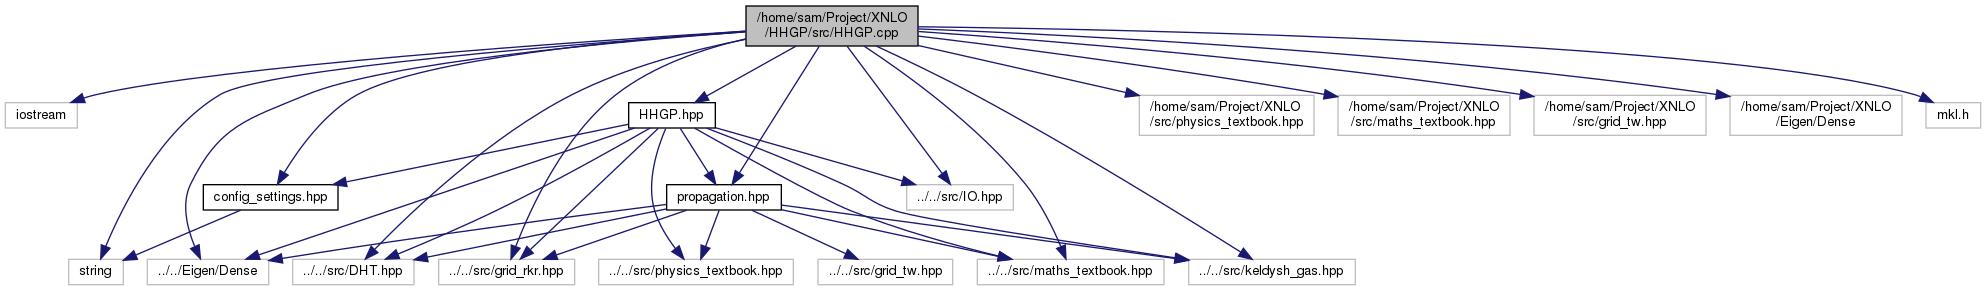 /home/sam/Project/XNLO
/HHGP/src/HHGP.cpp
iostream
HHGP.hpp
/home/sam/Project/XNLO
/src/physics_textbook.hpp
/home/sam/Project/XNLO
/src/maths_textbook.hpp
/home/sam/Project/XNLO
/src/grid_tw.hpp
/home/sam/Project/XNLO
/Eigen/Dense
mkl.h
config_settings.hpp
propagation.hpp
../../src/IO.hpp
string
../../Eigen/Dense
../../src/DHT.hpp
../../src/grid_rkr.hpp
../../src/physics_textbook.hpp
../../src/grid_tw.hpp
../../src/maths_textbook.hpp
../../src/keldysh_gas.hpp